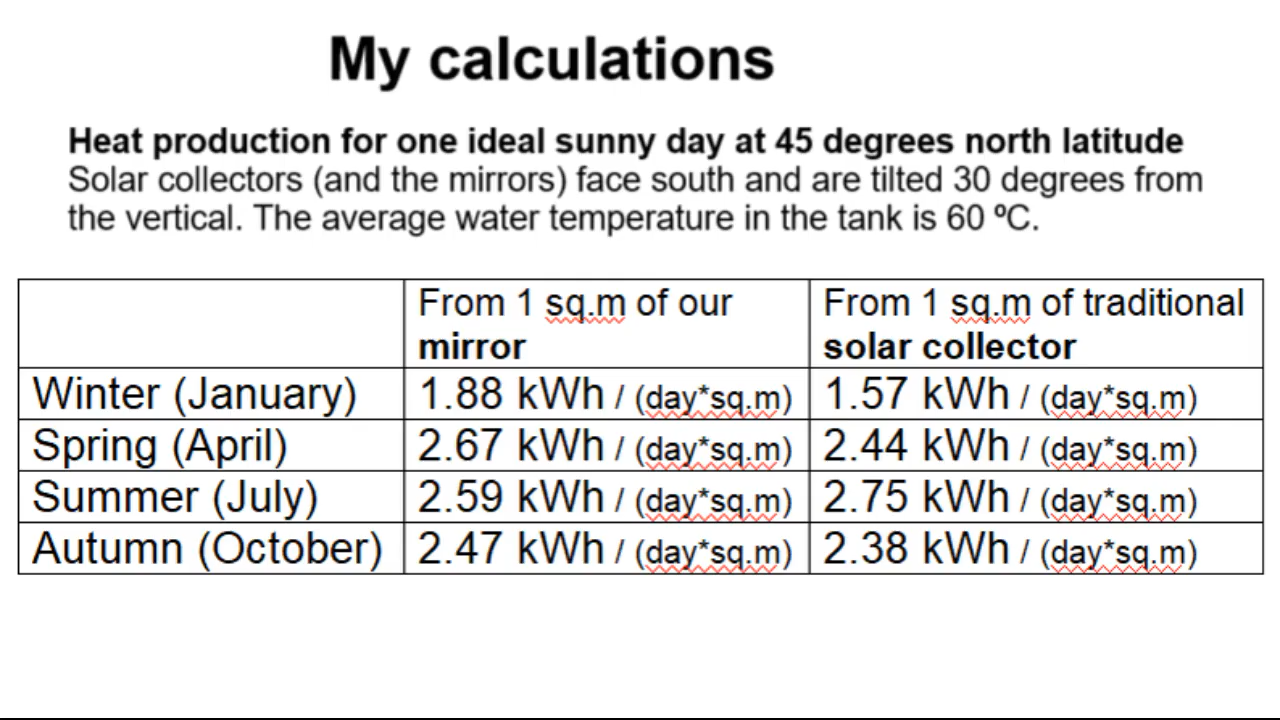 My calculations
Heat production for one ideal sunny day at 45 degrees north latitude
Solar collectors (and the mirrors) face south and are tilted 30 degrees from
the vertical. The average water temperature in the tank is 60 ºC.
From 1 sq.m of our mirror From 1 sq.m of traditional solar collector
Winter (January) 1.88 kWh / (day*sq.m) 1.57 kWh / (day*sq.m)
Spring (April) 2.67 kWh / (day*sq.m) 2.44 kWh / (day*sq.m)
Summer (July) 2.59 kWh / (day*sq.m) 2.75 kWh / (day*sq.m)
Autumn (October) 2.47 kWh / (day*sq.m) 2.38 kWh / (day*sq.m)